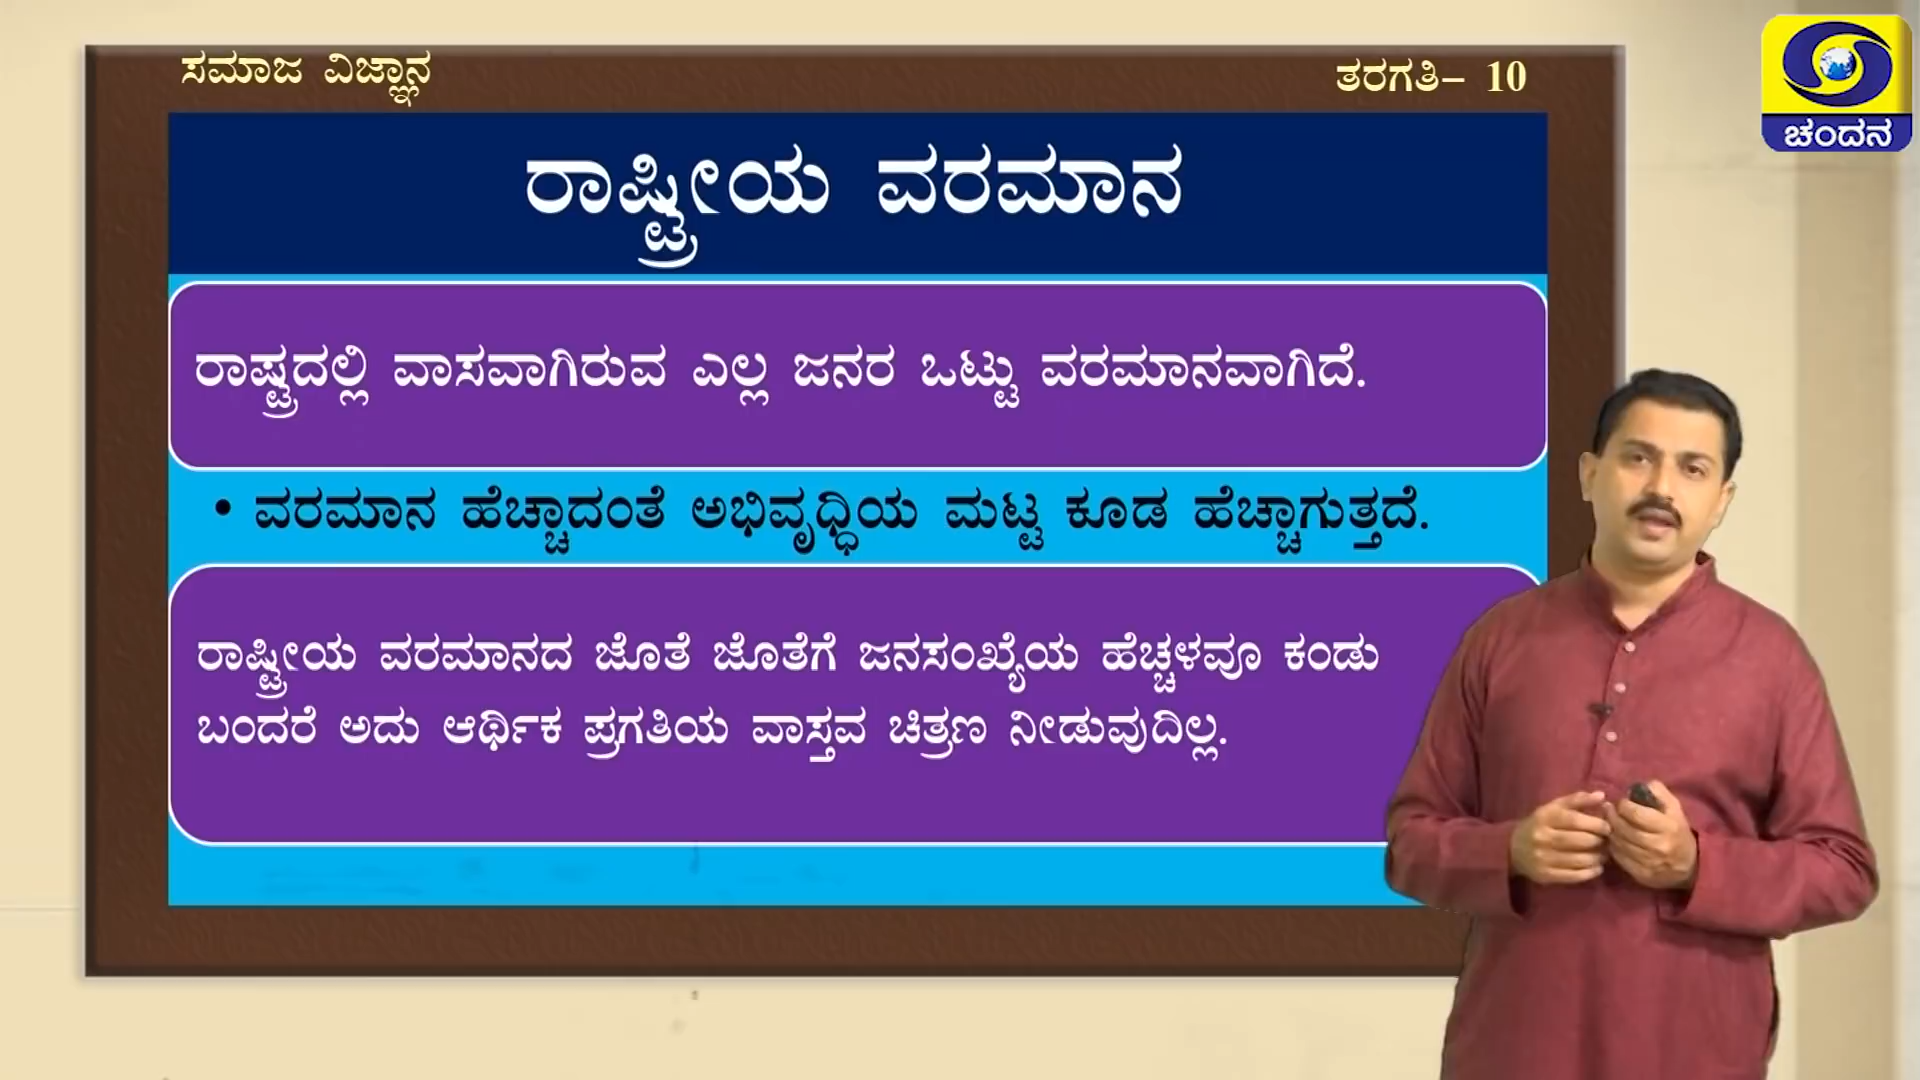 ಸಮಾಜ ವಿಜ್ಞಾನ
ತರಗತಿ– 10
ಚಂದನ
ರಾಷ್ಟ್ರೀಯ ವರಮಾನ
ರಾಷ್ಟ್ರದಲ್ಲಿ ವಾಸವಾಗಿರುವ ಎಲ್ಲ ಜನರ ಒಟ್ಟು ವರಮಾನವಾಗಿದೆ.
• ವರಮಾನ ಹೆಚ್ಚಾದಂತೆ ಅಭಿವೃದ್ಧಿಯ ಮಟ್ಟ ಕೂಡ ಹೆಚ್ಚಾಗುತ್ತದೆ.
ರಾಷ್ಟ್ರೀಯ ವರಮಾನದ ಜೊತೆ ಜೊತೆಗೆ ಜನಸಂಖ್ಯೆಯ ಹೆಚ್ಚಳವೂ ಕಂಡು
ಬಂದರೆ ಅದು ಆರ್ಥಿಕ ಪ್ರಗತಿಯ ವಾಸ್ತವ ಚಿತ್ರಣ ನೀಡುವುದಿಲ್ಲ.